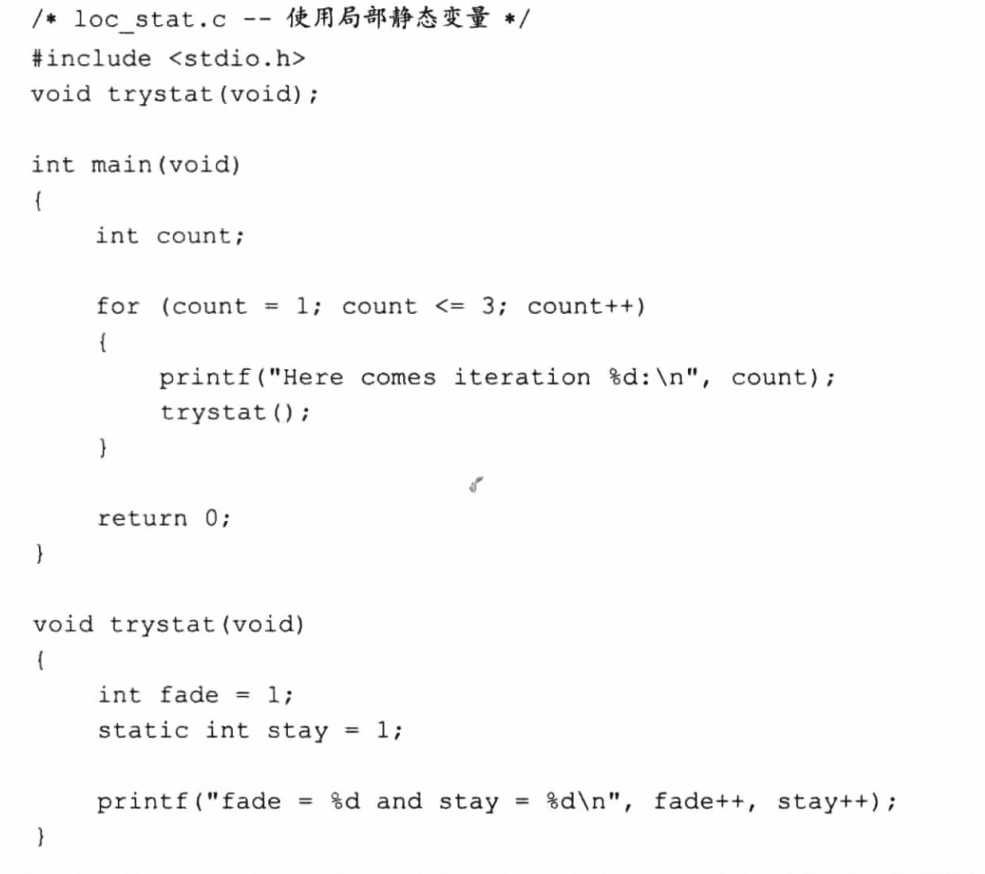 /* loc_stat.c -- 使用局部静态变量 */
#include <stdio.h>
void trystat(void);
int main(void)
{
int count;
for (count = 1; count <= 3; count++)
{
printf("Here comes iteration %d:\n", count);
trystat();
}
return 0;
}
void trystat(void)
{
int fade = 1;
static int stay = 1;
printf("fade = %d and stay = %d\n", fade++, stay++);
}